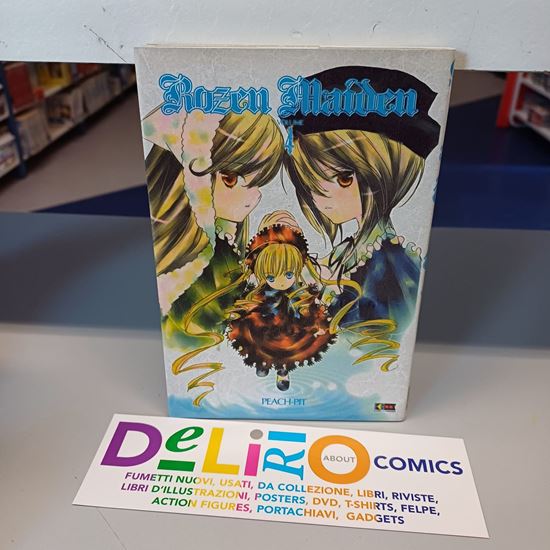 Rozen Maiden
VOLUME
4
PEACH-PIT
DeLiRiO ABOUT COMICS
FUMETTI NUOVI, USATI, DA COLLEZIONE, LIBRI, RIVISTE,
LIBRI D'ILLUSTRAZIONI, POSTERS, DVD, T-SHIRTS, FELPE,
ACTION FIGURES, PORTACHIAVI, GADGETS